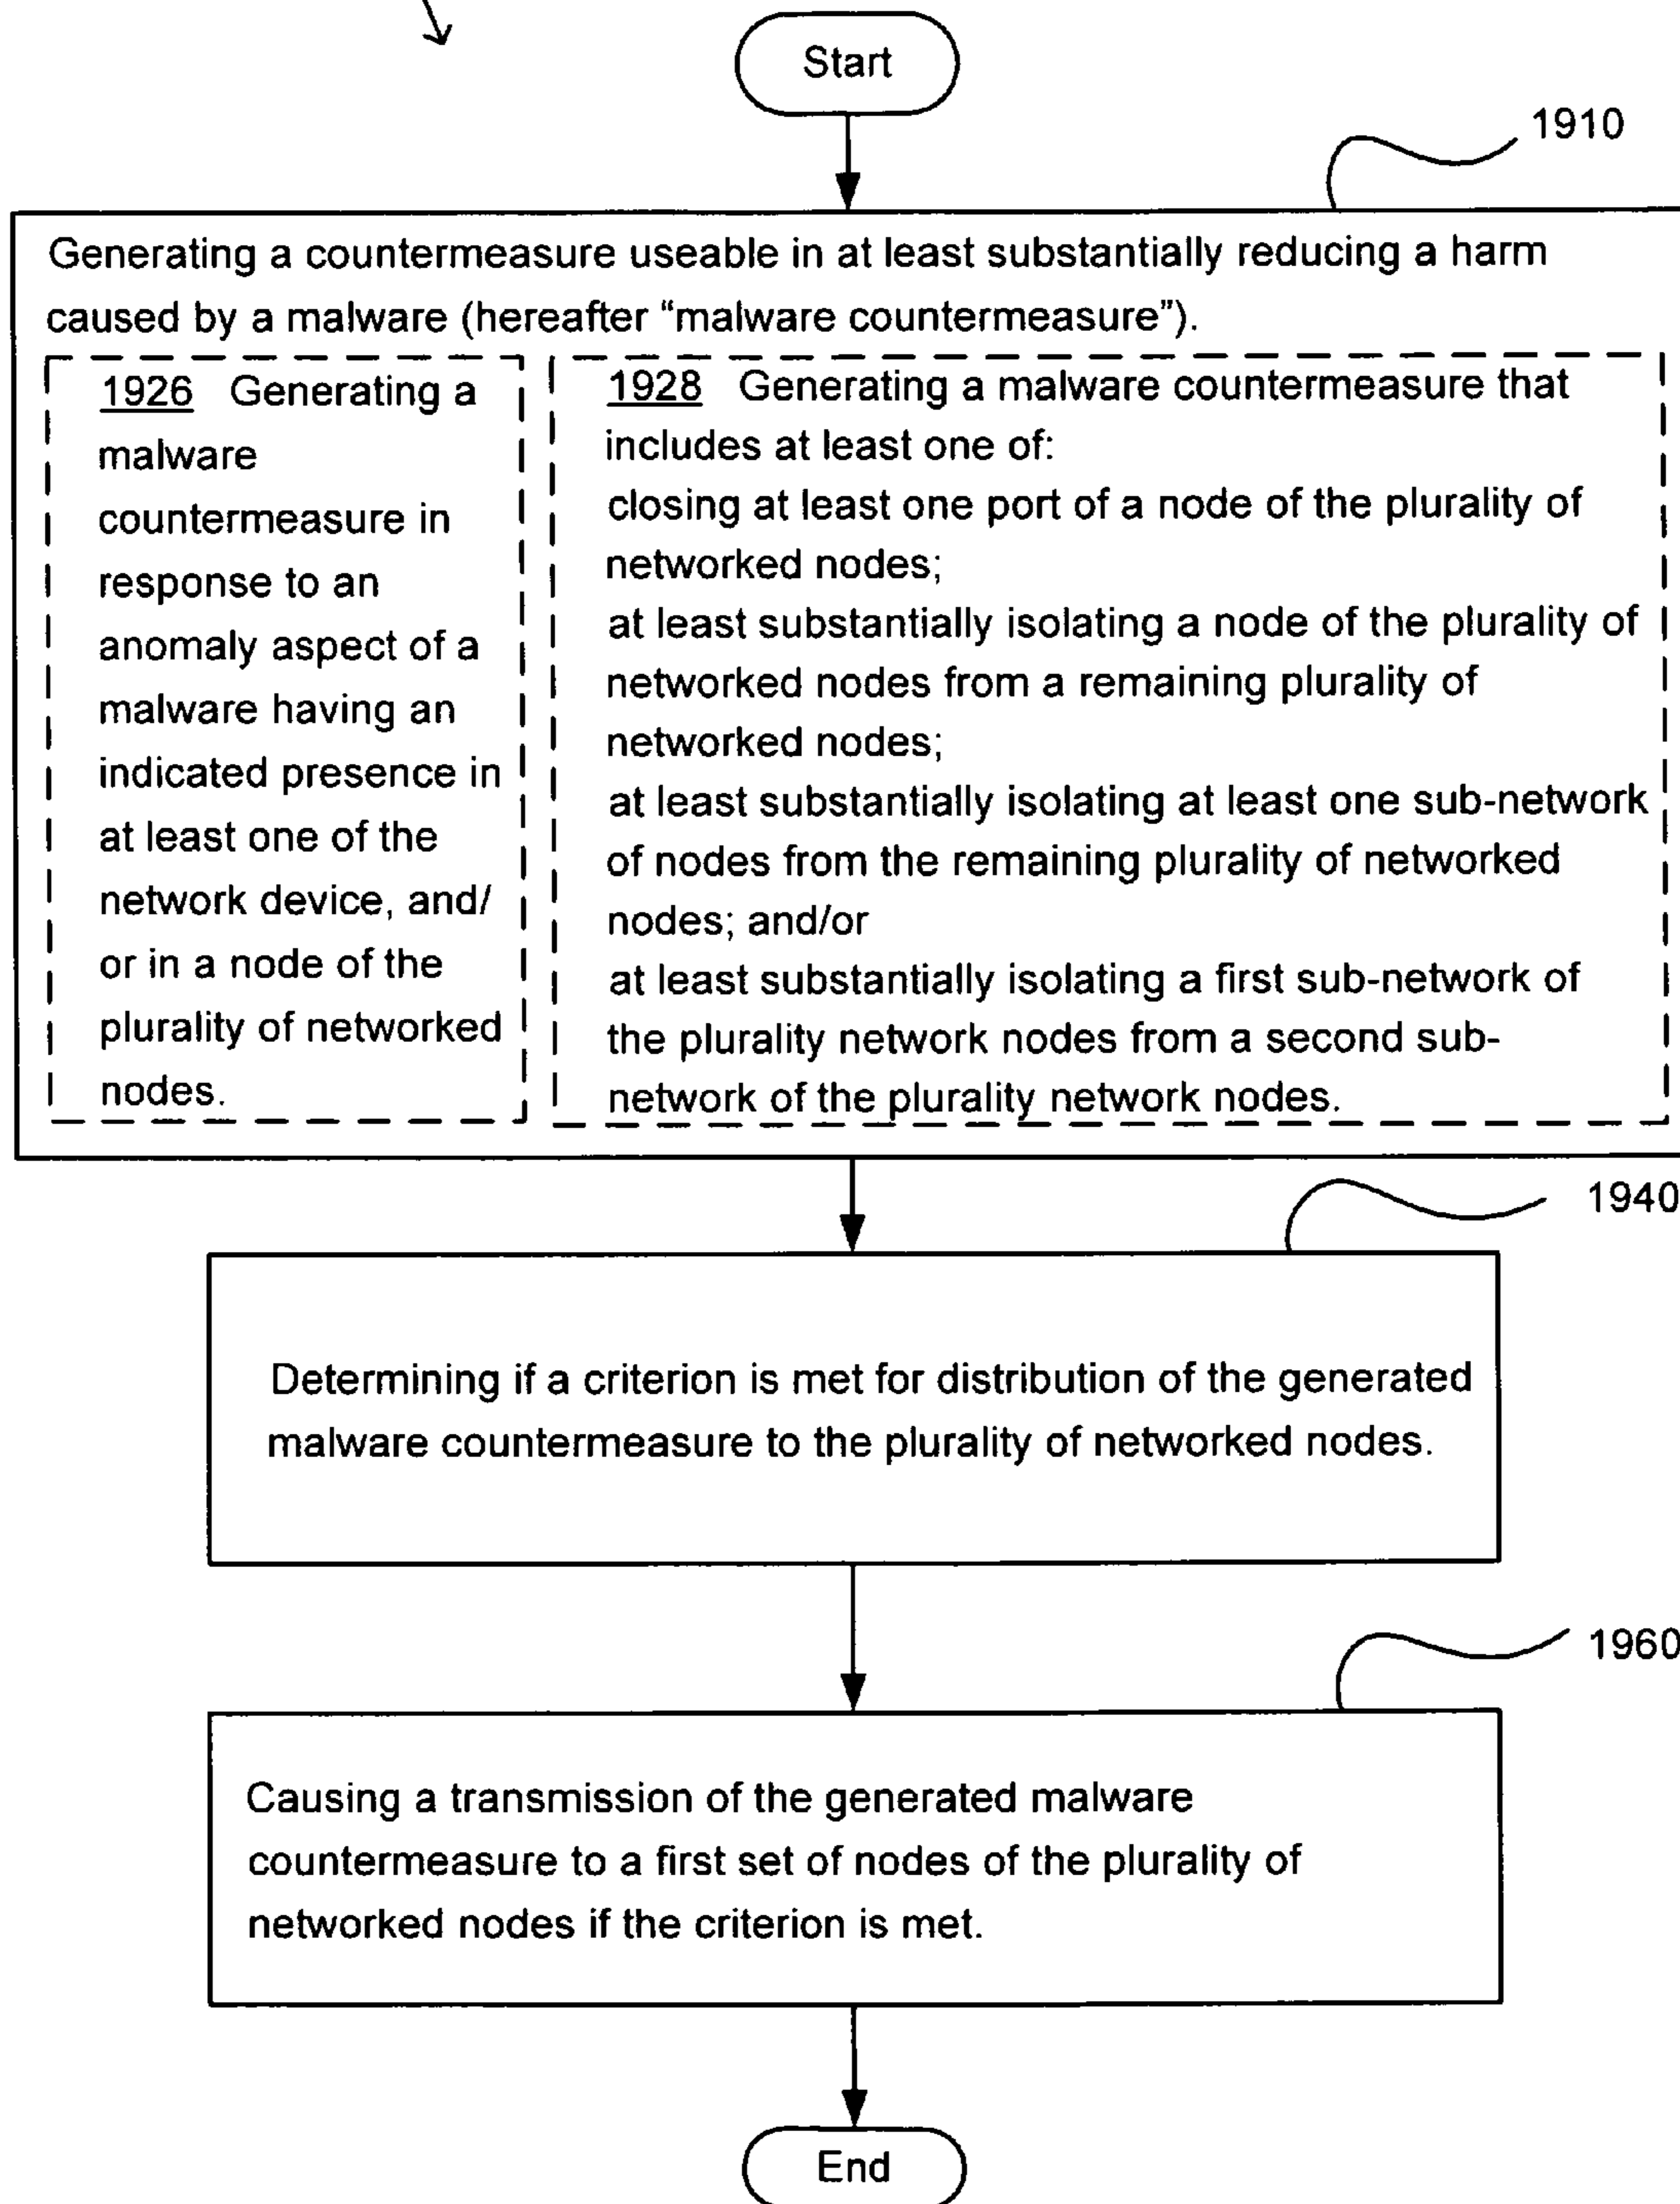 Start
1910
Generating a countermeasure useable in at least substantially reducing a harm
caused by a malware (hereafter “malware countermeasure”).
1926 Generating a
malware
countermeasure in
response to an
anomaly aspect of a
malware having an
indicated presence in
at least one of the
network device, and/
or in a node of the
plurality of networked
nodes.
1928 Generating a malware countermeasure that
includes at least one of:
closing at least one port of a node of the plurality of
networked nodes;
at least substantially isolating a node of the plurality of
networked nodes from a remaining plurality of
networked nodes;
at least substantially isolating at least one sub-network
of nodes from the remaining plurality of networked
nodes; and/or
at least substantially isolating a first sub-network of
the plurality network nodes from a second sub-
network of the plurality network nodes.
1940
Determining if a criterion is met for distribution of the generated
malware countermeasure to the plurality of networked nodes.
1960
Causing a transmission of the generated malware
countermeasure to a first set of nodes of the plurality of
networked nodes if the criterion is met.
End